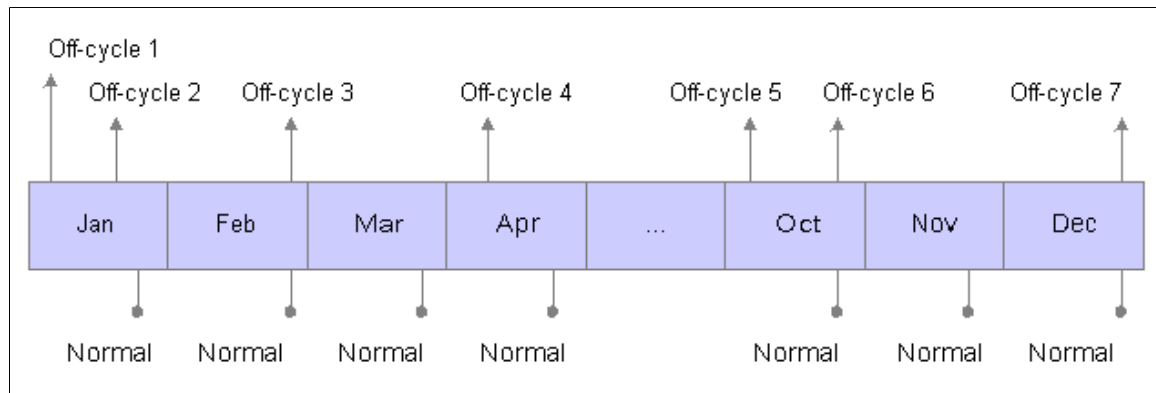 Off-cycle 1
Off-cycle 2 Off-cycle 3 Off-cycle 4 Off-cycle 5 Off-cycle 6 Off-cycle 7
Jan Feb Mar Apr ... Oct Nov Dec
Normal Normal Normal Normal Normal Normal Normal